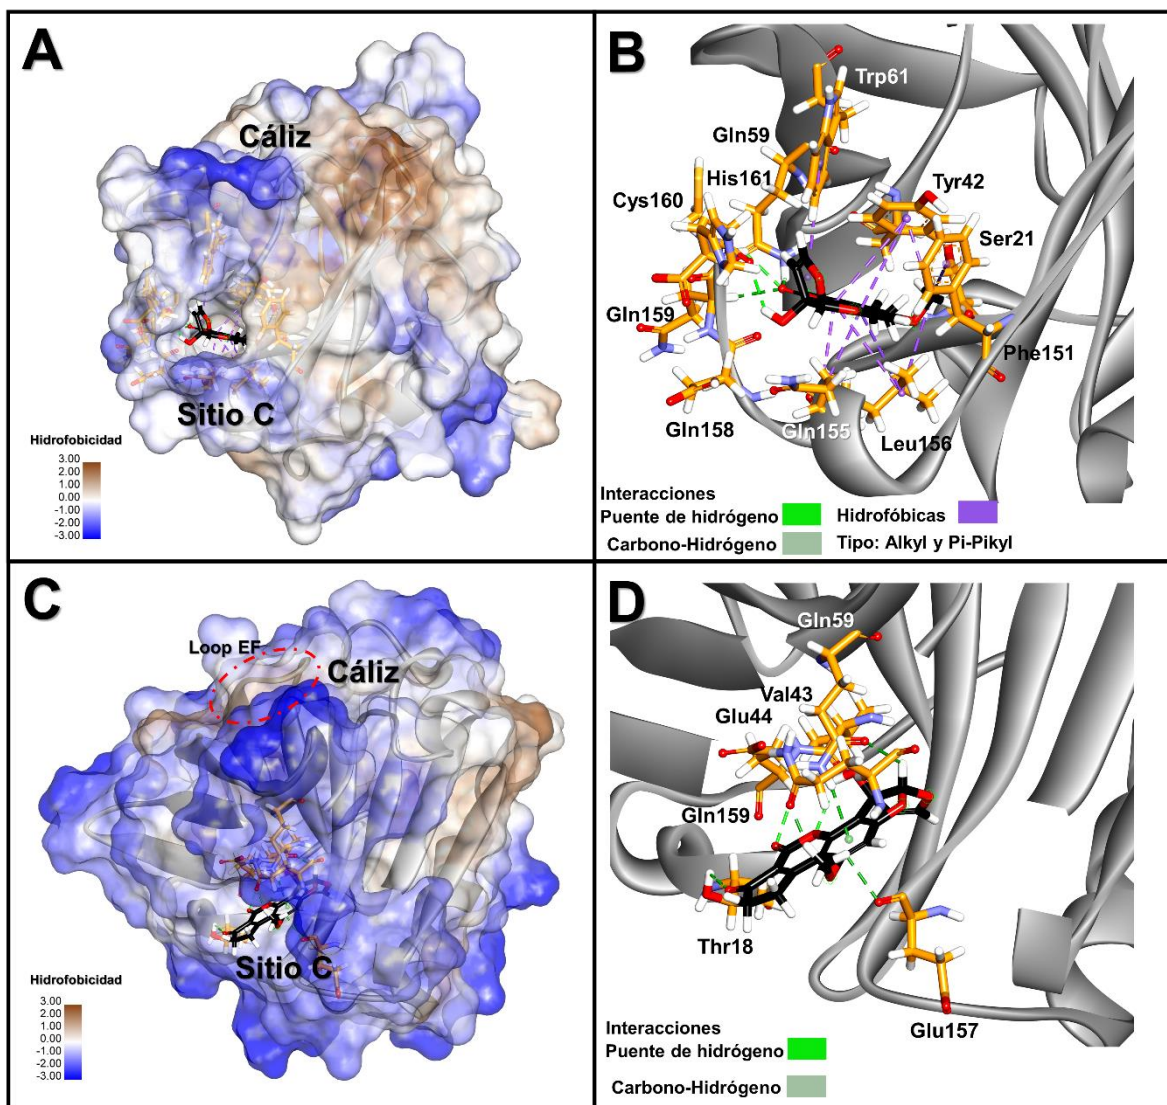 A
Cáliz
Sitio C
Hidrofobicidad
3.00
2.00
1.00
0.00
-1.00
-2.00
-3.00
B
Trp61
Gln59
His161
Tyr42
Cys160
Ser21
Gln159
Phe151
Gln158
Gln155
Leu156
Interacciones
Puente de hidrógeno
Hidrofóbicas
Carbono-Hidrógeno
Tipo: Alkyl y Pi-Pikyl
C
Loop EF
Cáliz
Sitio C
Hidrofobicidad
3.00
2.00
1.00
0.00
-1.00
-2.00
-3.00
D
Gln59
Val43
Glu44
Gln159
Thr18
Glu157
Interacciones
Puente de hidrógeno
Carbono-Hidrógeno